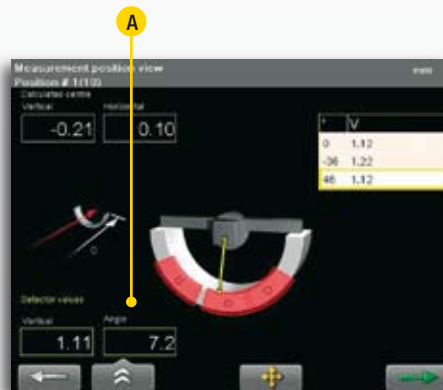 A
Measurement position view
mm
Position # 1(10)
Calculated centre
Vertical Horizontal
-0.21 0.10
° V
0 1.12
-36 1.22
46 1.12
Detector values
Vertical Angle
1.11 7.2